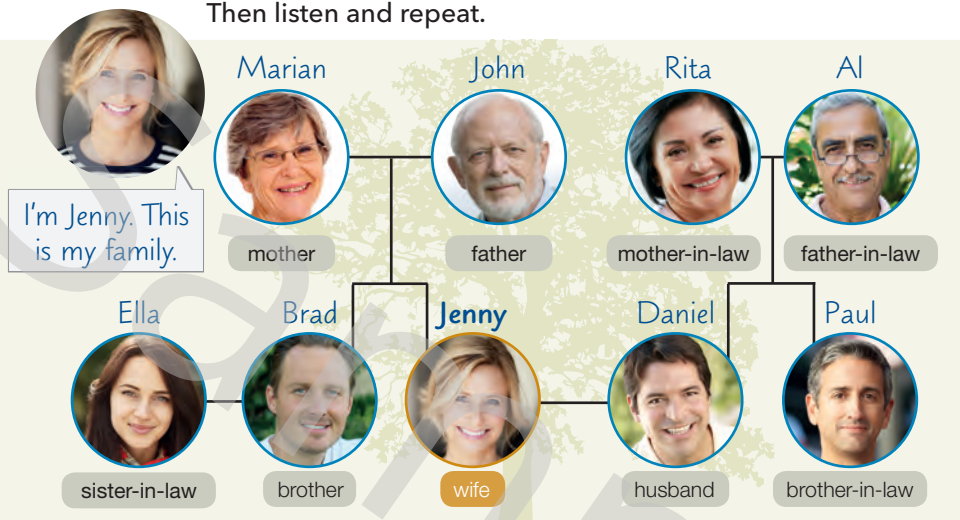 Then listen and repeat.
Marian John Rita Al
I'm Jenny. This
is my family.
mother father mother-in-law father-in-law
Ella Brad Jenny Daniel Paul
sister-in-law brother wife husband brother-in-law